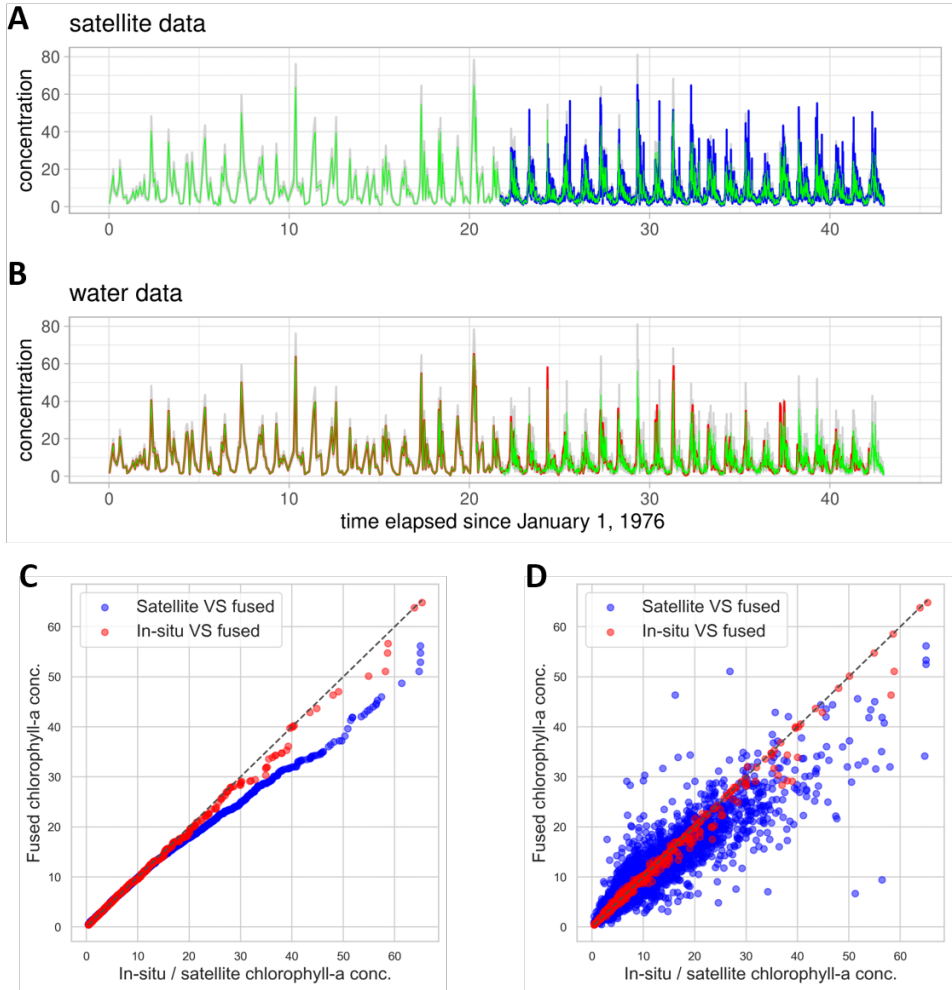 A
satellite data
concentration
80
60
40
20
0
0 10 20 30 40
B
water data
concentration
80
60
40
20
0
0 10 20 30 40
time elapsed since January 1, 1976
C
Satellite VS fused
In-situ VS fused
Fused chlorophyll-a conc.
60
50
40
30
20
10
0
0 10 20 30 40 50 60
In-situ / satellite chlorophyll-a conc.
D
Satellite VS fused
In-situ VS fused
Fused chlorophyll-a conc.
60
50
40
30
20
10
0
0 10 20 30 40 50 60
In-situ / satellite chlorophyll-a conc.